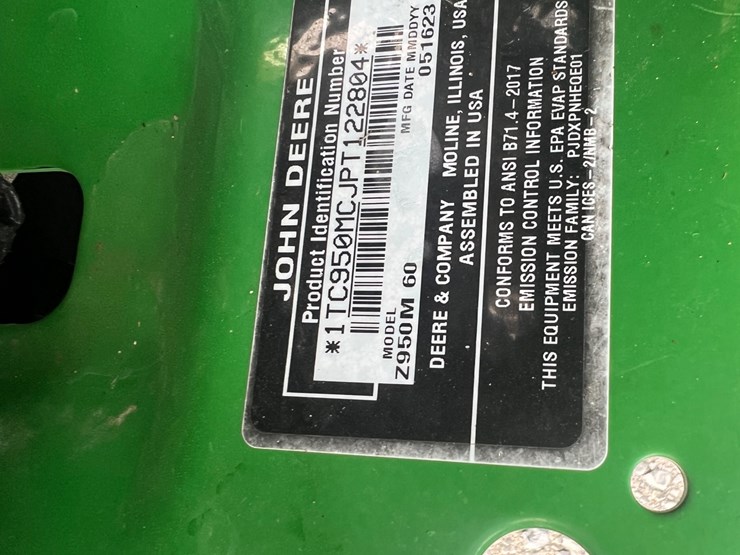 JOHN DEERE
Product Identification Number
*1TC950MCJPT122804*
MODEL
Z950M 60
MFG DATE MMDDYY
051623
DEERE & COMPANY MOLINE, ILLINOIS, USA
ASSEMBLED IN USA
CONFORMS TO ANSI B71.4-2017
EMISSION CONTROL INFORMATION
THIS EQUIPMENT MEETS U.S. EPA EVAP STANDARDS
EMISSION FAMILY: PJDXPNHEQE01
CAN ICES-2/NMB-2